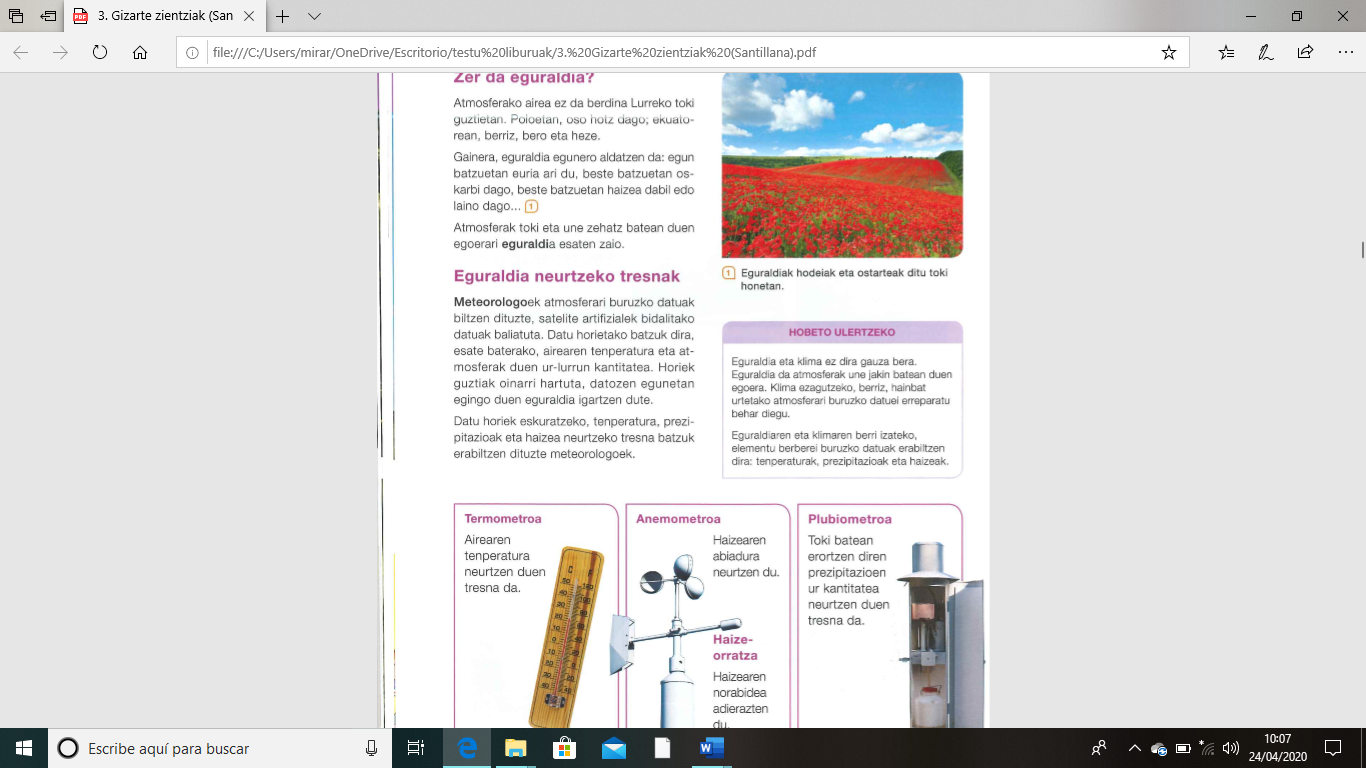 3. Gizarte zientziak (San
file:///C:/Users/mirar/OneDrive/Escritorio/testu%20liburuak/3.%20Gizarte%20zientziak%20(Santillana).pdf
Zer da eguraldia?
Atmosferako airea ez da berdina Lurreko toki
guztietan. Poloetan, oso hotz dago; ekuato-
rean, berriz, bero eta heze.
Gainera, eguraldia egunero aldatzen da: egun
batzuetan euria ari du, beste batzuetan os-
karbi dago, beste batzuetan haizea dabil edo
laino dago... 1
Atmosferak toki eta une zehatz batean duen
egoerari eguraldia esaten zaio.
Eguraldia neurtzeko tresnak
Meteorologoek atmosferari buruzko datuak
biltzen dituzte, satelite artifizialek bidalitako
datuak baliatuta. Datu horietako batzuk dira,
esate baterako, airearen tenperatura eta at-
mosferak duen ur-lurrun kantitatea. Horiek
guztiak oinarri hartuta, datozen egunetan
egingo duen eguraldia igartzen dute.
Datu horiek eskuratzeko, tenperatura, prezi-
pitazioak eta haizea neurtzeko tresna batzuk
erabiltzen dituzte meteorologoek.
1 Eguraldiak hodeiak eta ostarteak ditu toki
honetan.
HOBETO ULERTZEKO
Eguraldia eta klima ez dira gauza bera.
Eguraldia da atmosferak une jakin batean duen
egoera. Klima ezagutzeko, berriz, hainbat
urtetako atmosferari buruzko datuei erreparatu
behar diegu.
Eguraldiaren eta klimaren berri izateko,
elementu berberei buruzko datuak erabiltzen
dira: tenperaturak, prezipitazioak eta haizeak.
Termometroa
Airearen
tenperatura
neurtzen duen
tresna da.
Anemometroa
Haizearen
abiadura
neurtzen du.
Haize-
orratza
Haizearen
norabidea
adierazten
du.
Plubiometroa
Toki batean
erortzen diren
prezipitazioen
ur kantitatea
neurtzen duen
tresna da.
Escribe aquí para buscar
10:07
24/04/2020